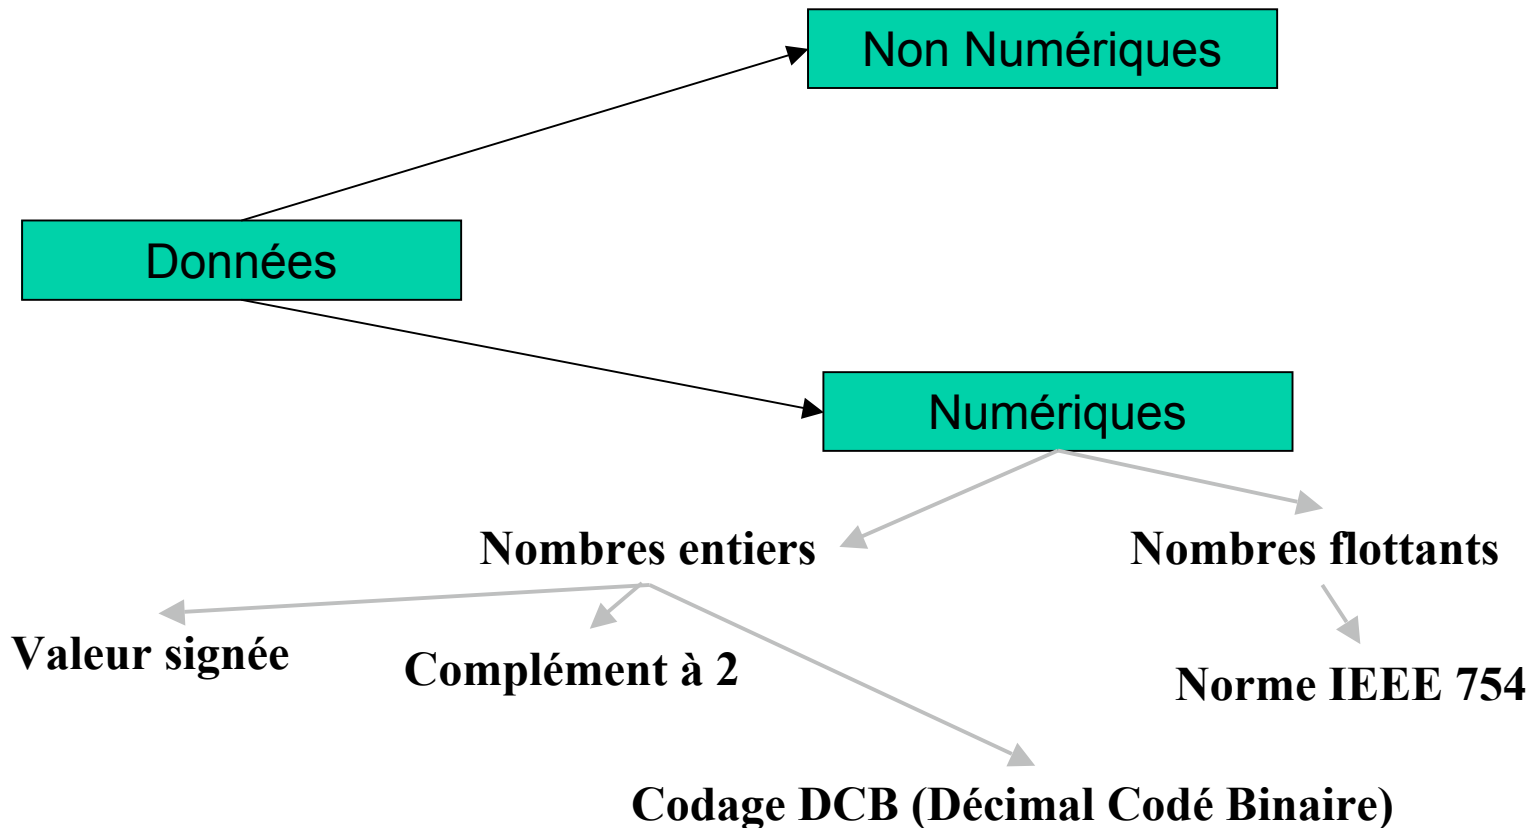 Non Numériques
Données
Numériques
Nombres entiers
Nombres flottants
Valeur signée
Complément à 2
Norme IEEE 754
Codage DCB (Décimal Codé Binaire)